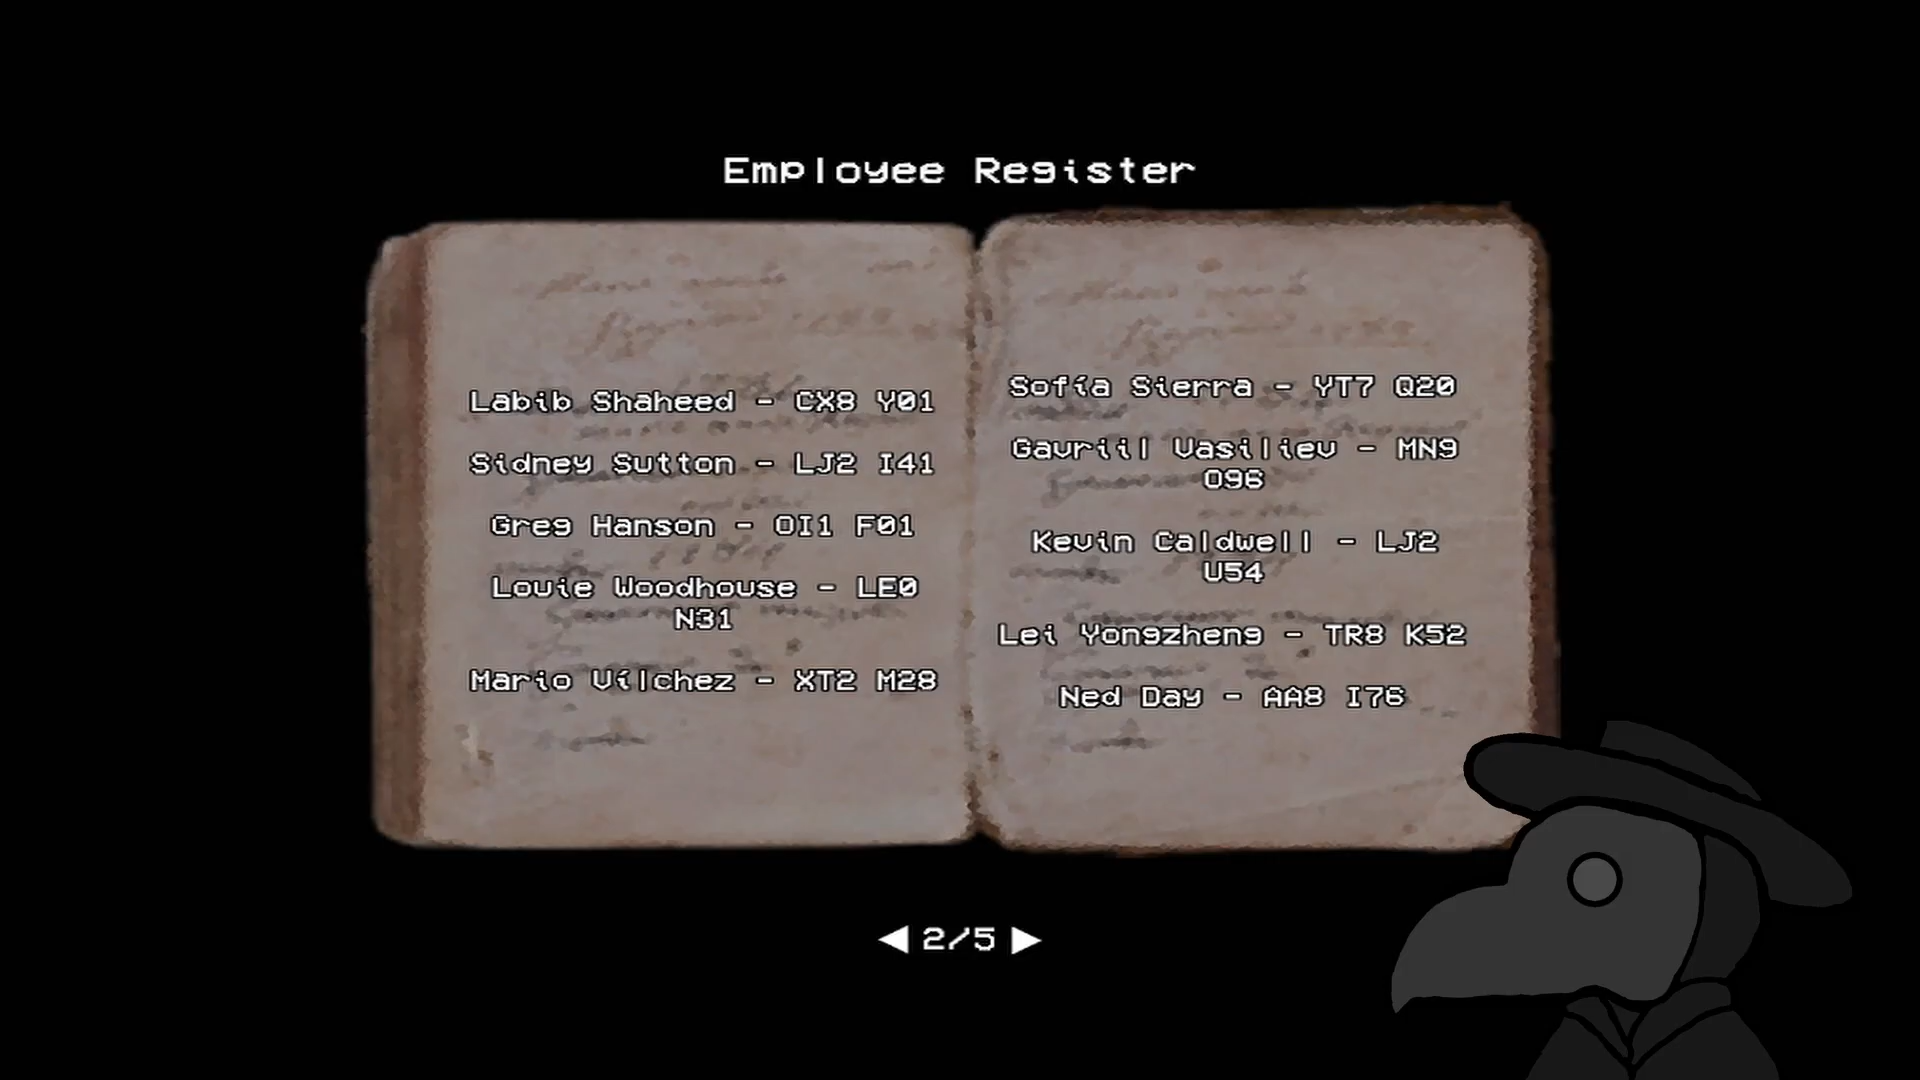 Employee Register
Labib Shaheed - CX8 Y01
Sidney Sutton - LJ2 I41
Greg Hanson - OI1 F01
Louie Woodhouse - LE0
N31
Mario Vílchez - XT2 M28
Sofía Sierra - YT7 Q20
Gavriil Vasiliev - MN9
O96
Kevin Caldwell - LJ2
U54
Lei Yongzheng - TR8 K52
Ned Day - AA8 I76
◀ 2/5 ▶